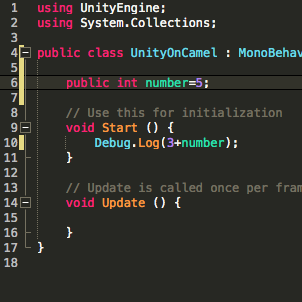 1 using UnityEngine;
2 using System.Collections;
3
4 public class UnityOnCamel : MonoBehav
5
6 public int number=5;
7
8 // Use this for initialization
9 void Start () {
10 Debug.Log(3+number);
11 }
12
13 // Update is called once per fram
14 void Update () {
15
16 }
17 }
18